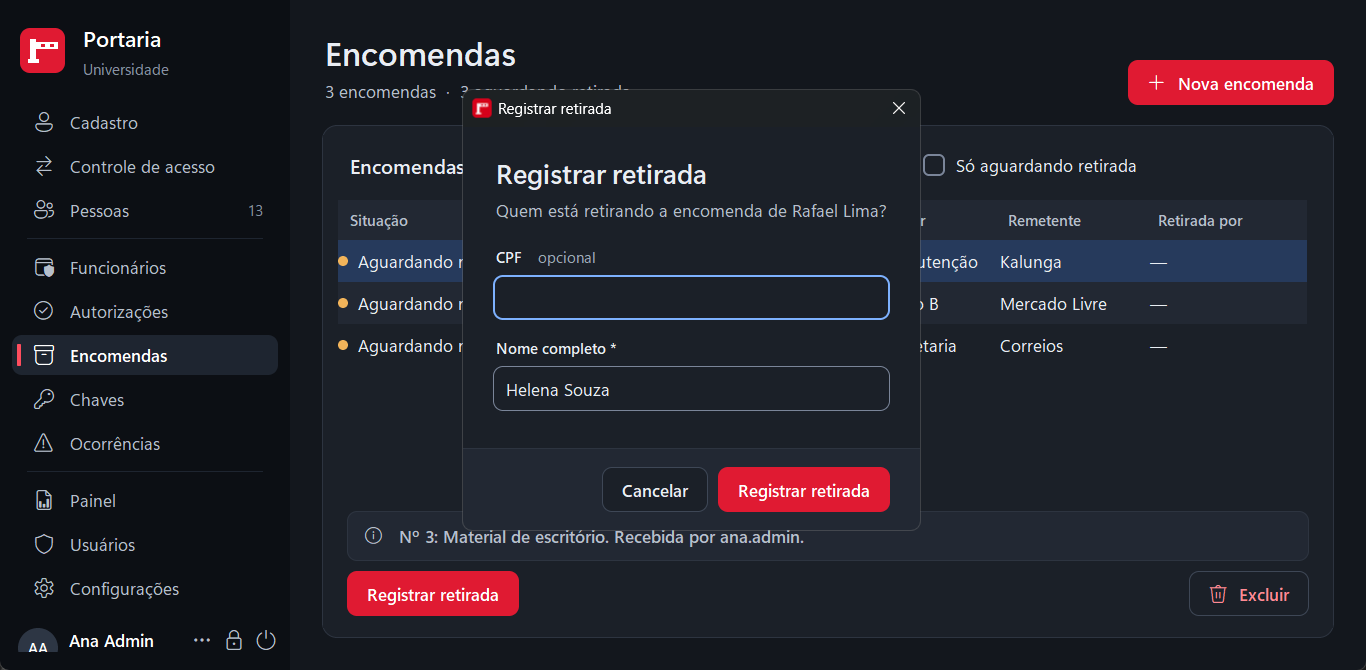 Portaria
Universidade
Cadastro
Controle de acesso
Pessoas 13
Funcionários
Autorizações
Encomendas
Chaves
Ocorrências
Painel
Usuários
Configurações
AA Ana Admin
Encomendas
3 encomendas ·
Nova encomenda
Encomendas
Só aguardando retirada
Situação Remetente Retirada por
Aguardando Kalunga —
Aguardando B Mercado Livre —
Aguardando Correios —
Registrar retirada
Registrar retirada
Quem está retirando a encomenda de Rafael Lima?
CPF opcional
Nome completo *
Helena Souza
Cancelar Registrar retirada
Nº 3: Material de escritório. Recebida por ana.admin.
Registrar retirada Excluir